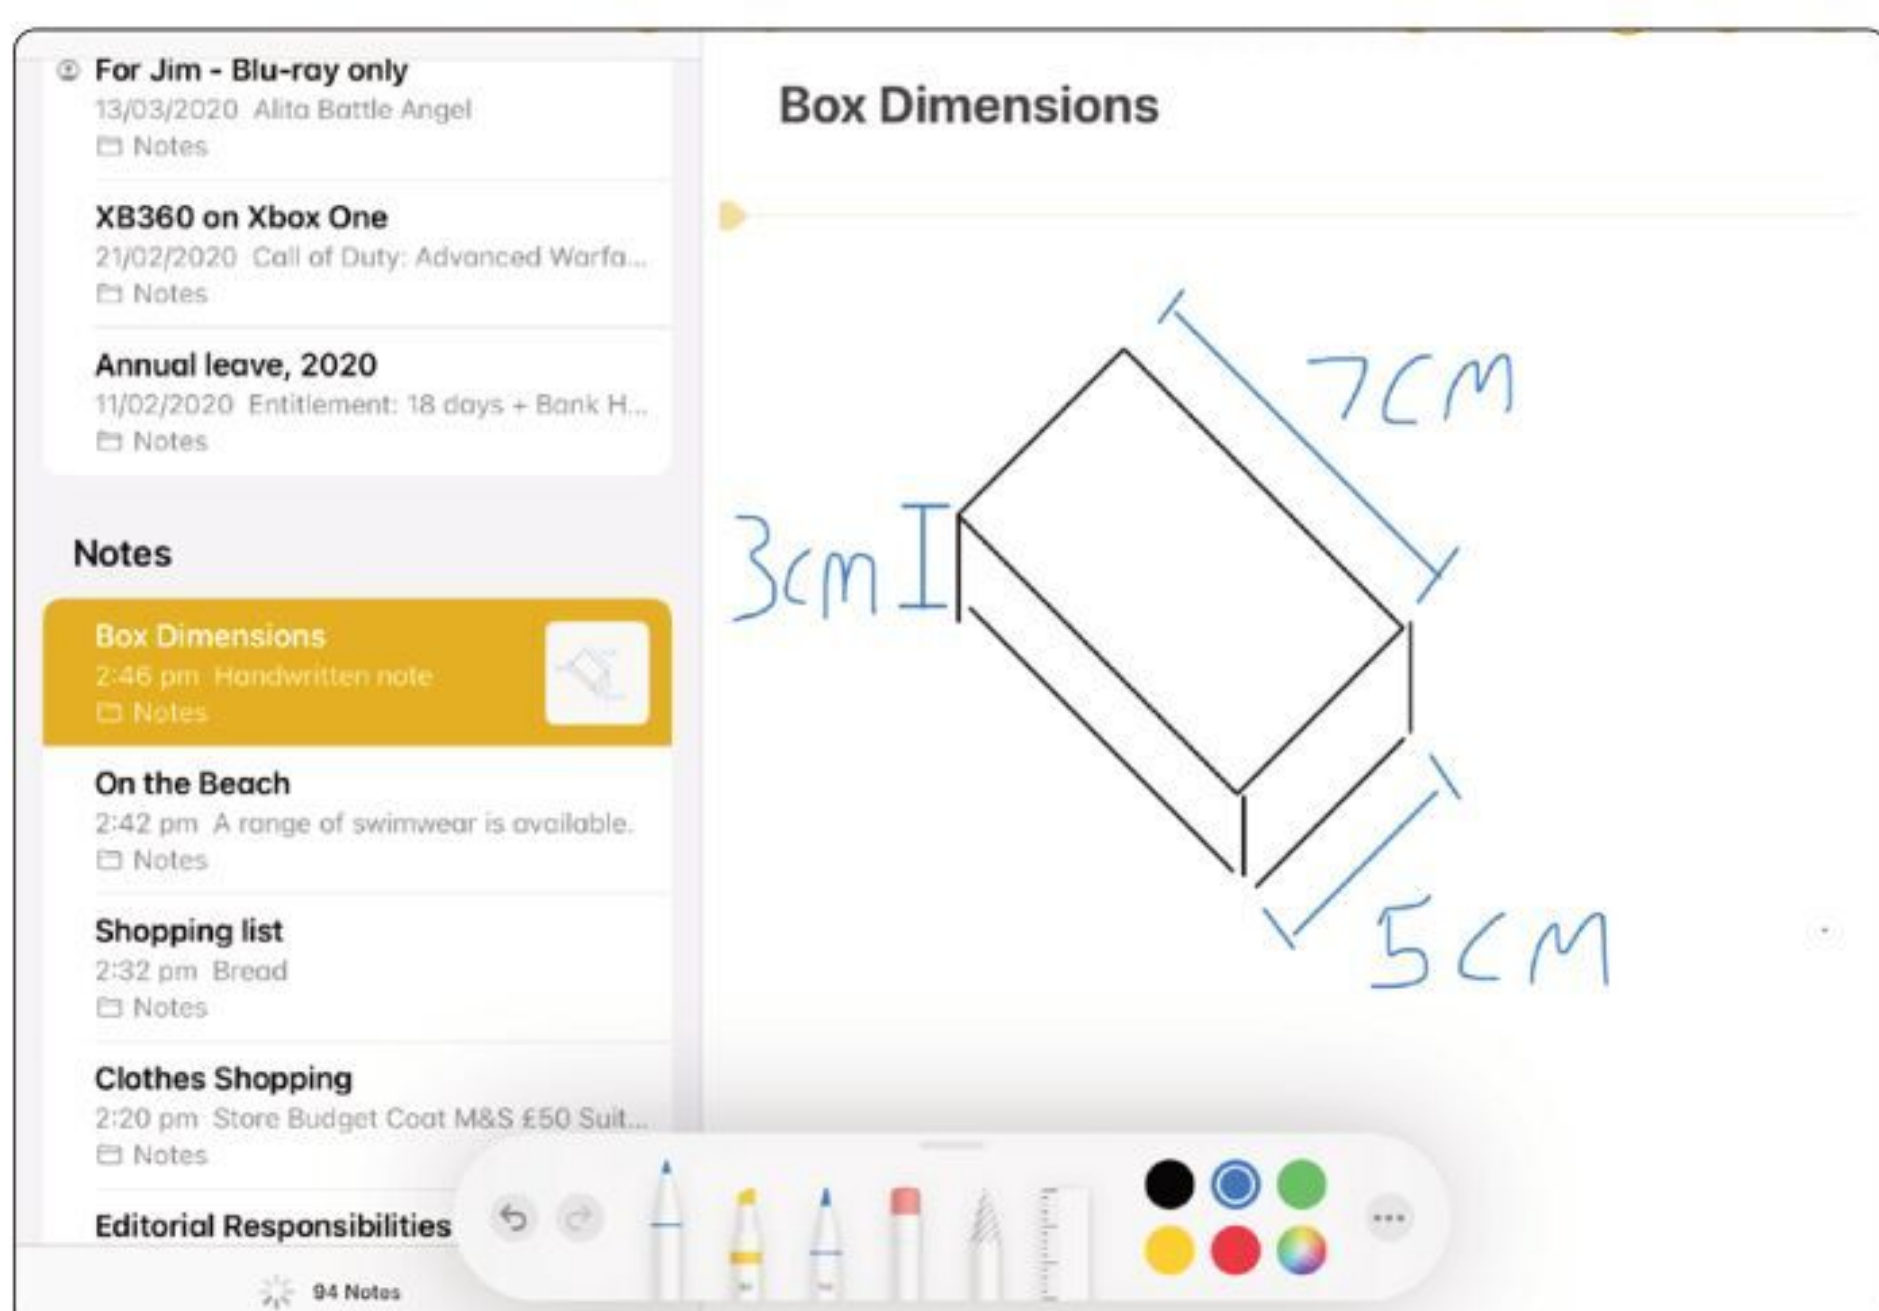 For Jim - Blu-ray only
13/03/2020 Alita Battle Angel
Notes
XB360 on Xbox One
21/02/2020 Call of Duty: Advanced Warfa...
Notes
Annual leave, 2020
11/02/2020 Entitlement: 18 days + Bank H...
Notes
Notes
Box Dimensions
2:46 pm Handwritten note
Notes
On the Beach
2:42 pm A range of swimwear is available.
Notes
Shopping list
2:32 pm Bread
Notes
Clothes Shopping
2:20 pm Store Budget Coat M&S £50 Suit...
Notes
Editorial Responsibilities
94 Notes
Box Dimensions
7CM
3cm
5CM